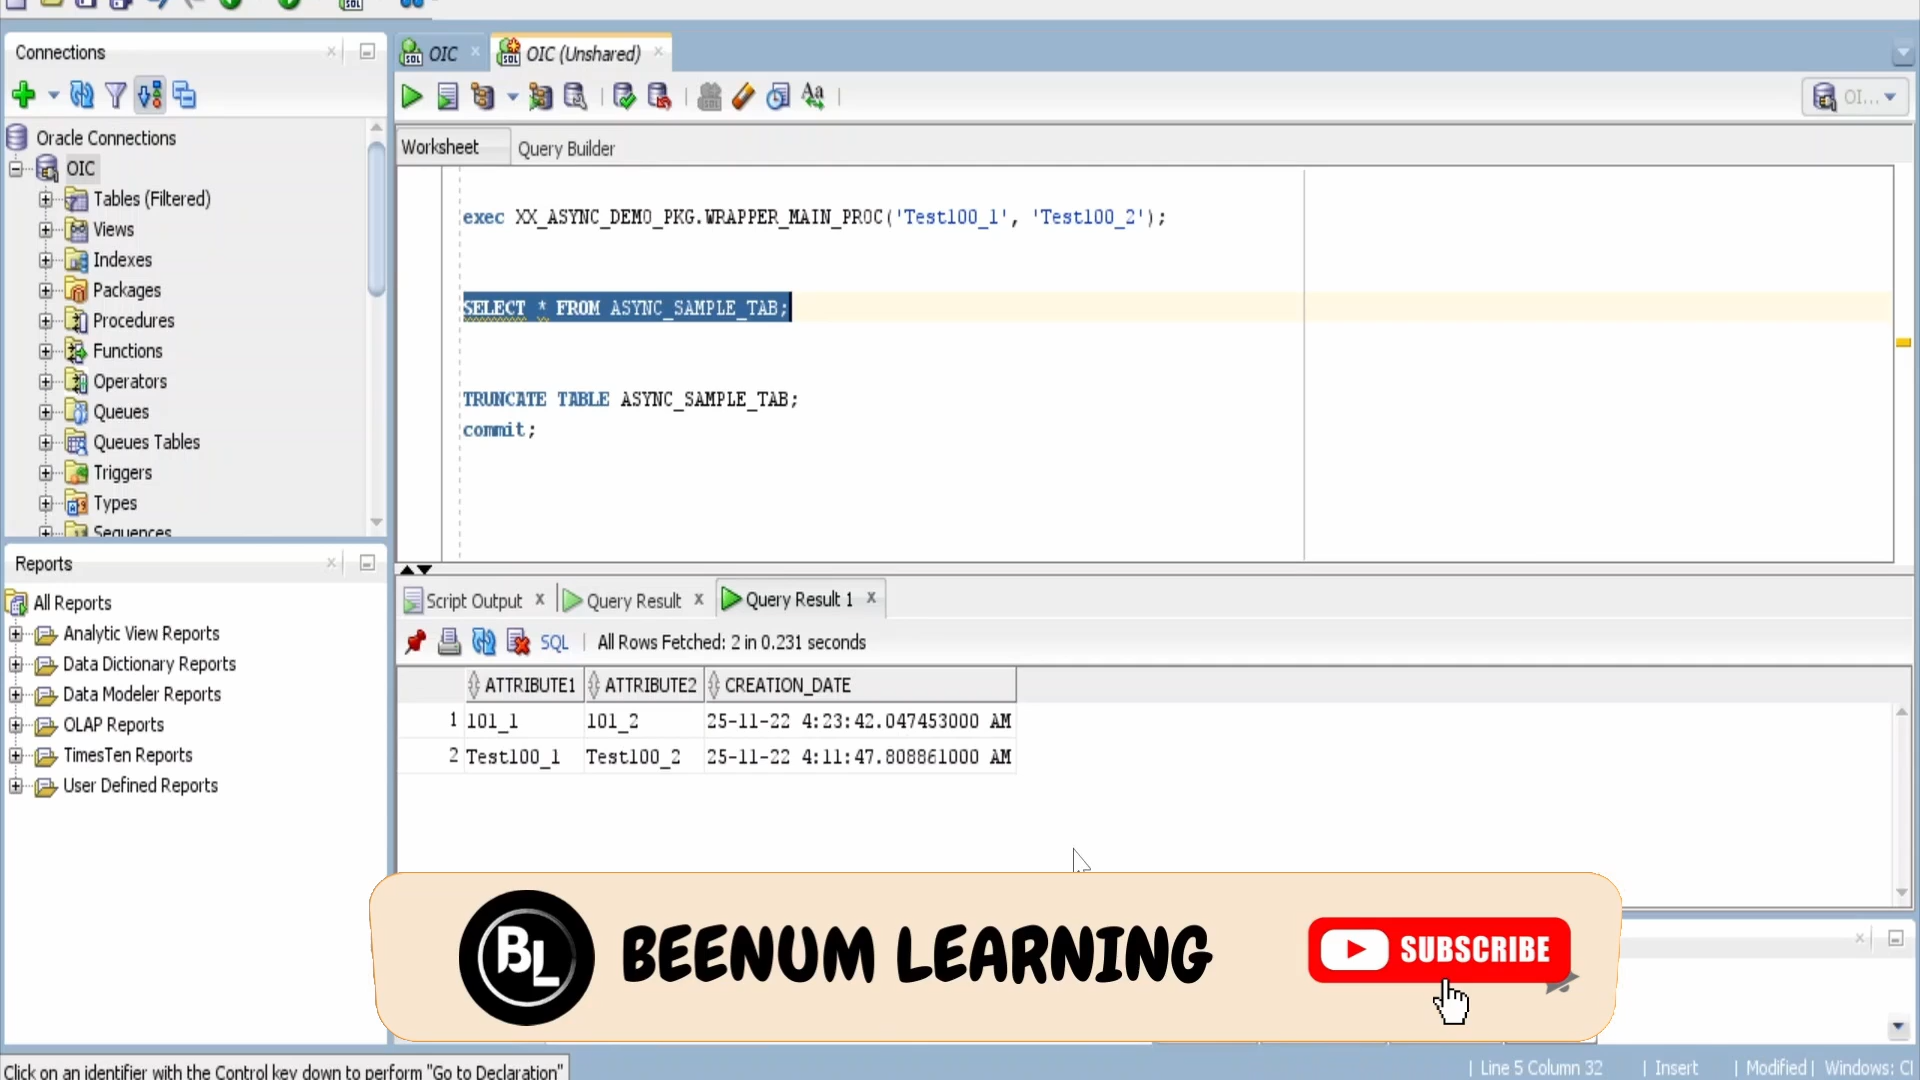 Connections
OIC
OIC (Unshared)
OI...
Worksheet
Query Builder
Oracle Connections
OIC
Tables (Filtered)
Views
Indexes
Packages
Procedures
Functions
Operators
Queues
Queues Tables
Triggers
Types
Sequences
exec XX_ASYNC_DEMO_PKG.WRAPPER_MAIN_PROC('Test100_1', 'Test100_2');
SELECT * FROM ASYNC_SAMPLE_TAB;
TRUNCATE TABLE ASYNC_SAMPLE_TAB;
commit;
Reports
All Reports
Analytic View Reports
Data Dictionary Reports
Data Modeler Reports
OLAP Reports
TimesTen Reports
User Defined Reports
Script Output
Query Result
Query Result 1
SQL
All Rows Fetched: 2 in 0.231 seconds
ATTRIBUTE1 ATTRIBUTE2 CREATION_DATE
1 101_1 101_2 25-11-22 4:23:42.047453000 AM
2 Test100_1 Test100_2 25-11-22 4:11:47.808861000 AM
BL
BEENUM LEARNING
SUBSCRIBE
Click on an identifier with the Control key down to perform "Go to Declaration"
Line 5 Column 32
Insert
Modified
Windows: Cl